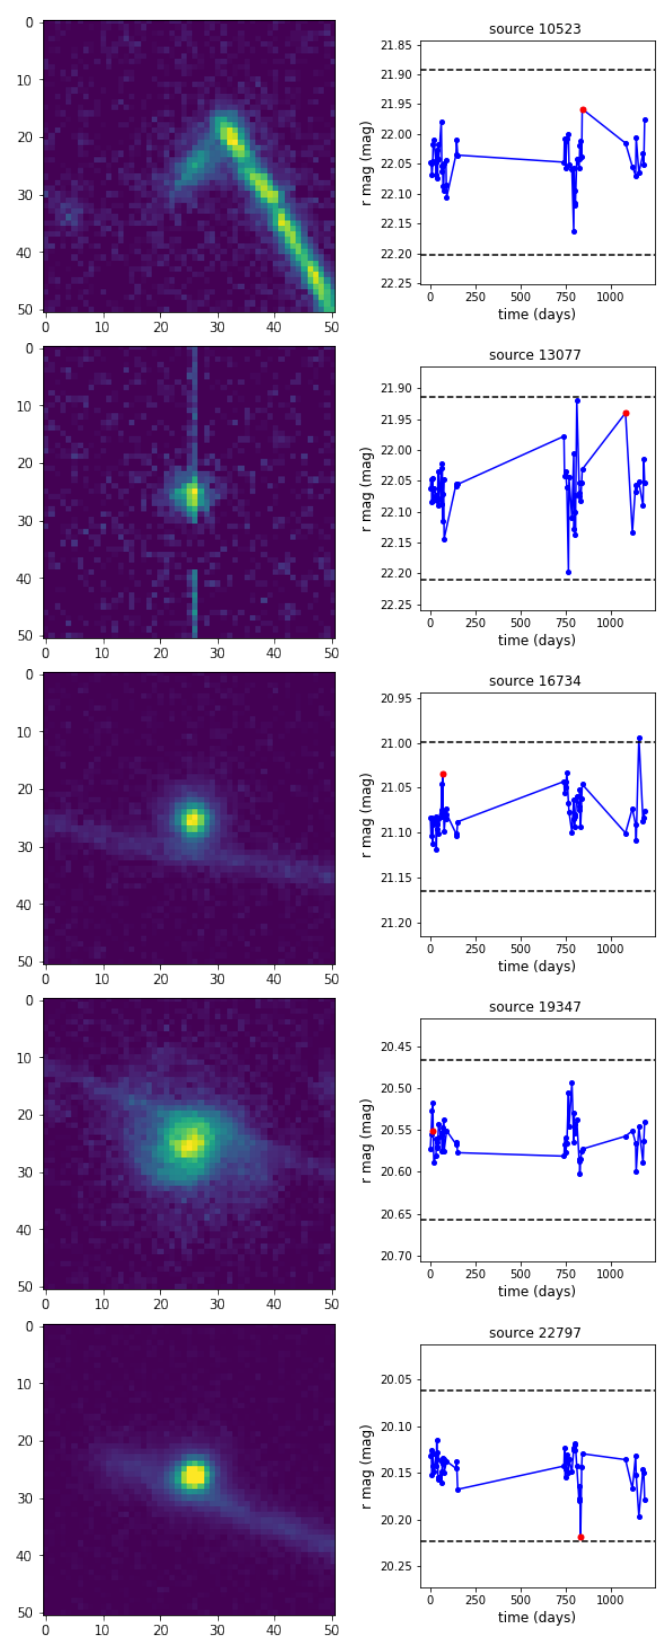 source 10523
0
10
20
30
40
50
0 10 20 30 40 50
r mag (mag)
21.85
21.90
21.95
22.00
22.05
22.10
22.15
22.20
22.25
0 250 500 750 1000
time (days)
source 13077
0
10
20
30
40
50
0 10 20 30 40 50
r mag (mag)
21.90
21.95
22.00
22.05
22.10
22.15
22.20
22.25
0 250 500 750 1000
time (days)
source 16734
0
10
20
30
40
50
0 10 20 30 40 50
r mag (mag)
20.95
21.00
21.05
21.10
21.15
21.20
0 250 500 750 1000
time (days)
source 19347
0
10
20
30
40
50
0 10 20 30 40 50
r mag (mag)
20.45
20.50
20.55
20.60
20.65
20.70
0 250 500 750 1000
time (days)
source 22797
0
10
20
30
40
50
0 10 20 30 40 50
r mag (mag)
20.05
20.10
20.15
20.20
20.25
0 250 500 750 1000
time (days)